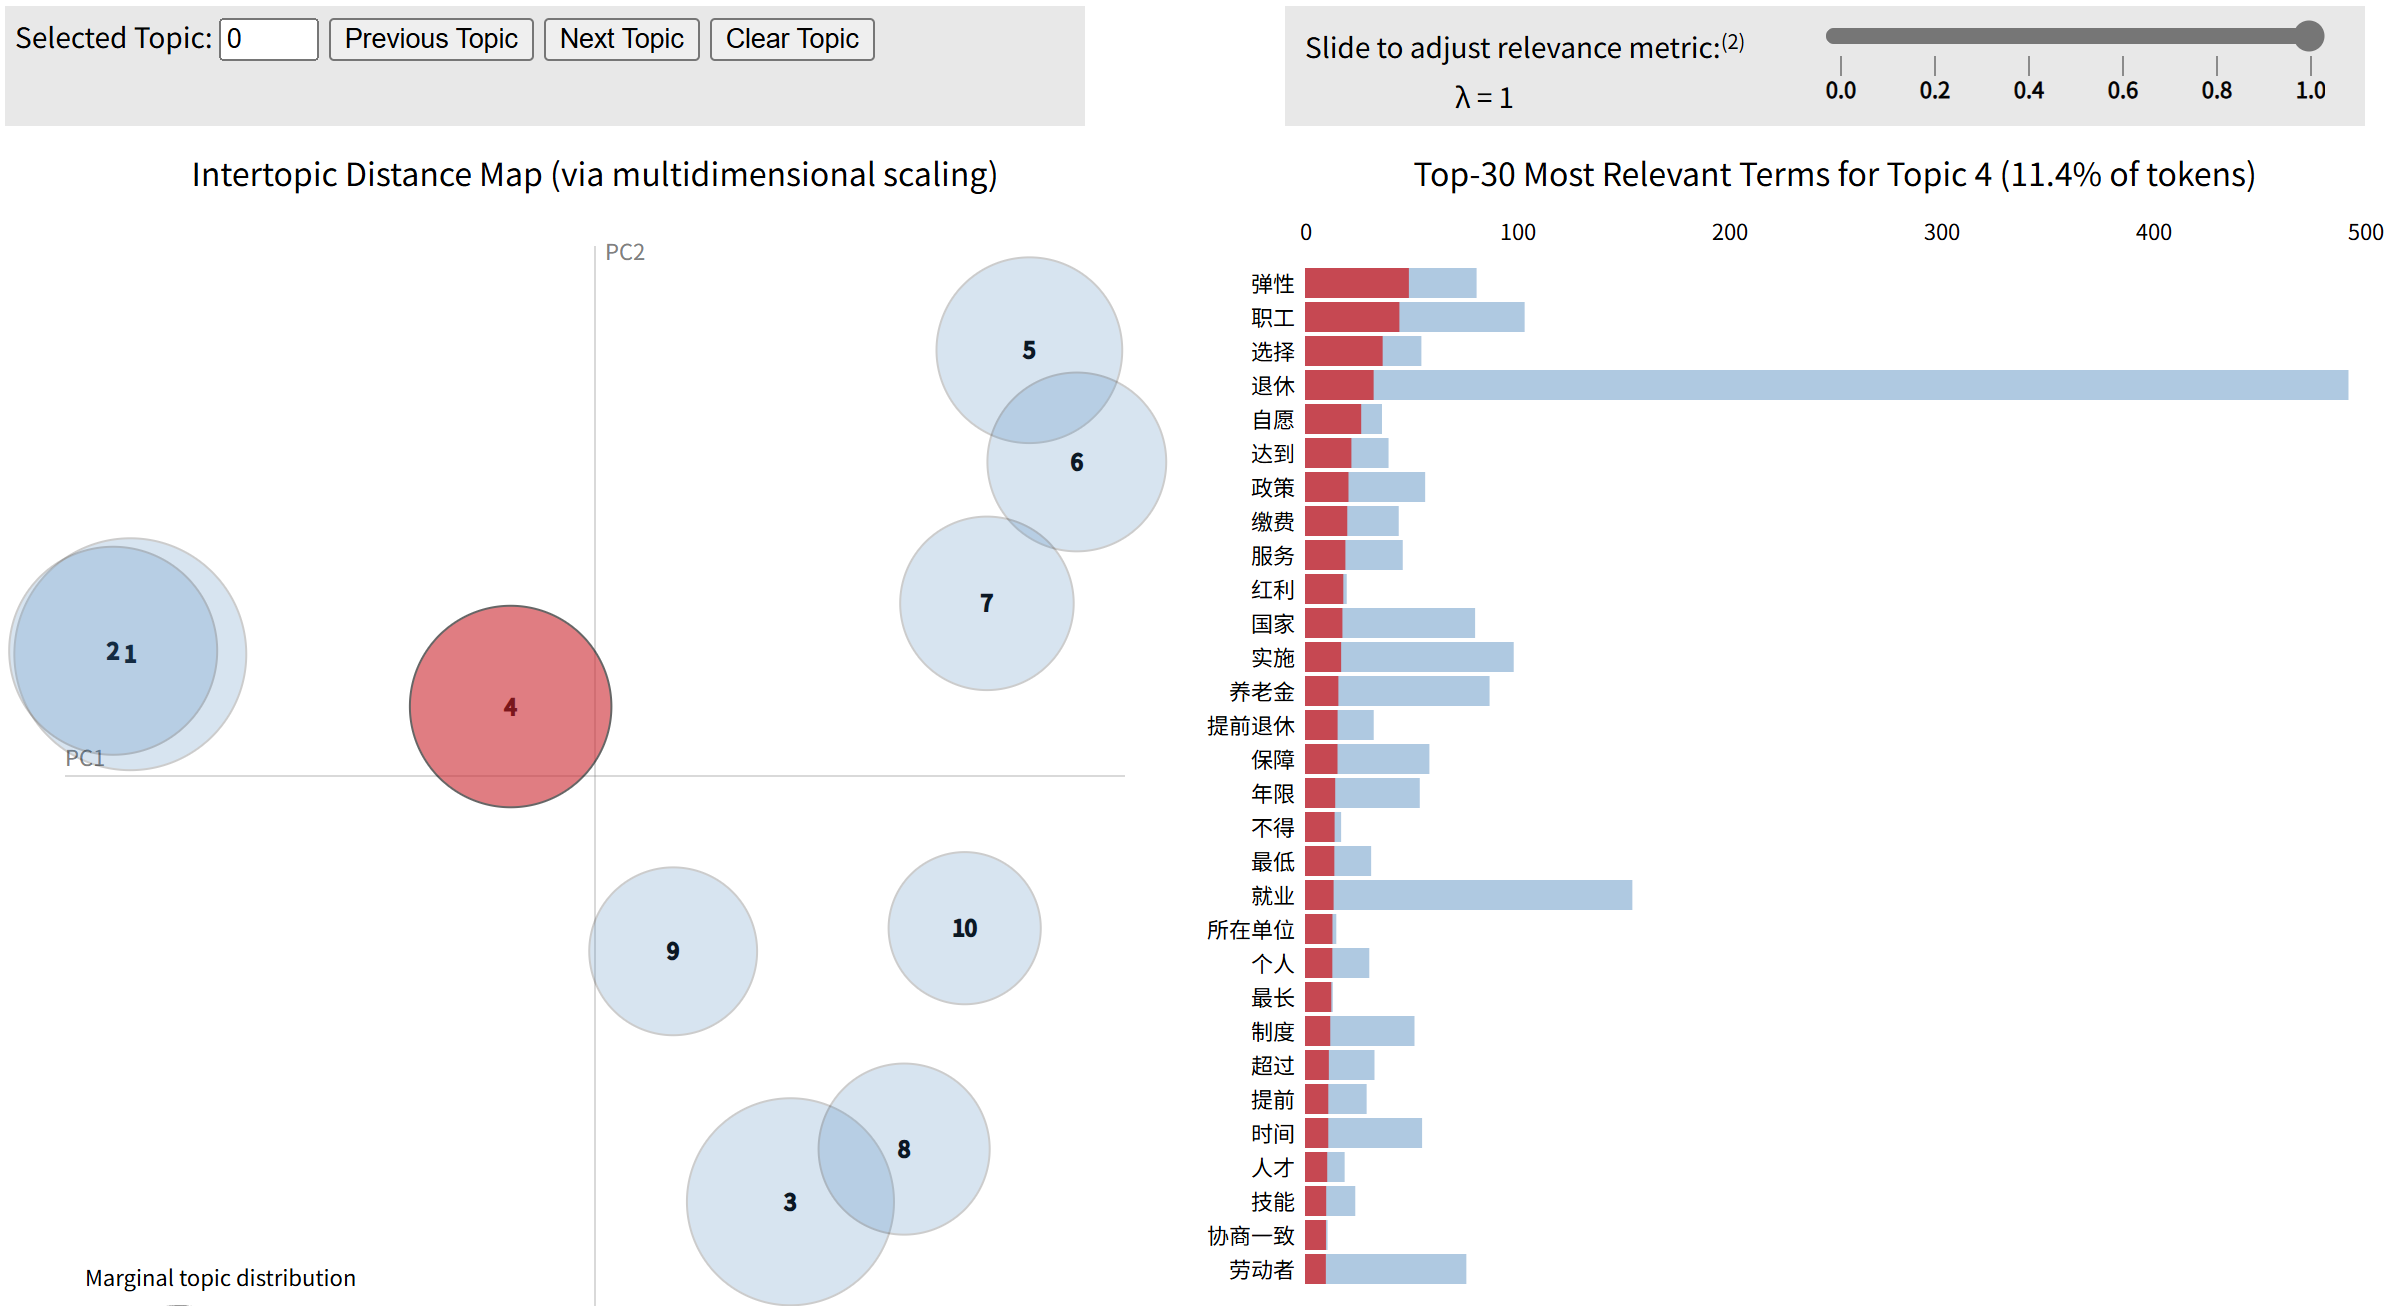 Selected Topic: 0 Previous Topic Next Topic Clear Topic
Slide to adjust relevance metric:(2)
λ = 1
0.0 0.2 0.4 0.6 0.8 1.0
Intertopic Distance Map (via multidimensional scaling)
PC2
5
6
7
2 1
4
PC1
9
10
8
3
Marginal topic distribution
Top-30 Most Relevant Terms for Topic 4 (11.4% of tokens)
0 100 200 300 400 500
弹性
职工
选择
退休
自愿
达到
政策
缴费
服务
红利
国家
实施
养老金
提前退休
保障
年限
不得
最低
就业
所在单位
个人
最长
制度
超过
提前
时间
人才
技能
协商一致
劳动者